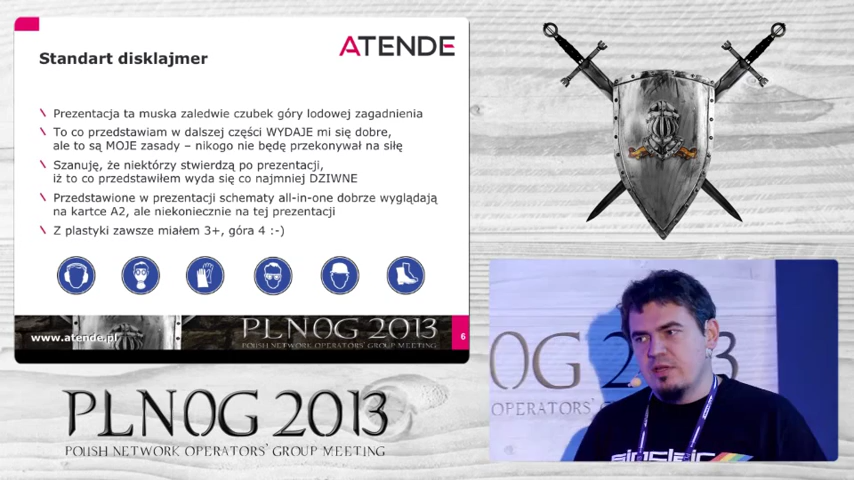 Standart disklajmer
ATENDE
Prezentacja ta muska zaledwie czubek góry lodowej zagadnienia
To co przedstawiam w dalszej części WYDAJE mi się dobre,
ale to są MOJE zasady – nikogo nie będę przekonywał na siłę
Szanuję, że niektórzy stwierdzą po prezentacji,
iż to co przedstawiłem wyda się co najmniej DZIWNE
Przedstawione w prezentacji schematy all-in-one dobrze wyglądają
na kartce A2, ale niekoniecznie na tej prezentacji
Z plastyki zawsze miałem 3+, góra 4 :-)
www.atende.pl
PLNOG 2013
POLISH NETWORK OPERATORS' GROUP MEETING
6
PLNOG 2013
POLISH NETWORK OPERATORS' GROUP MEETING
OG 2013
OPERATORS'
sinclair